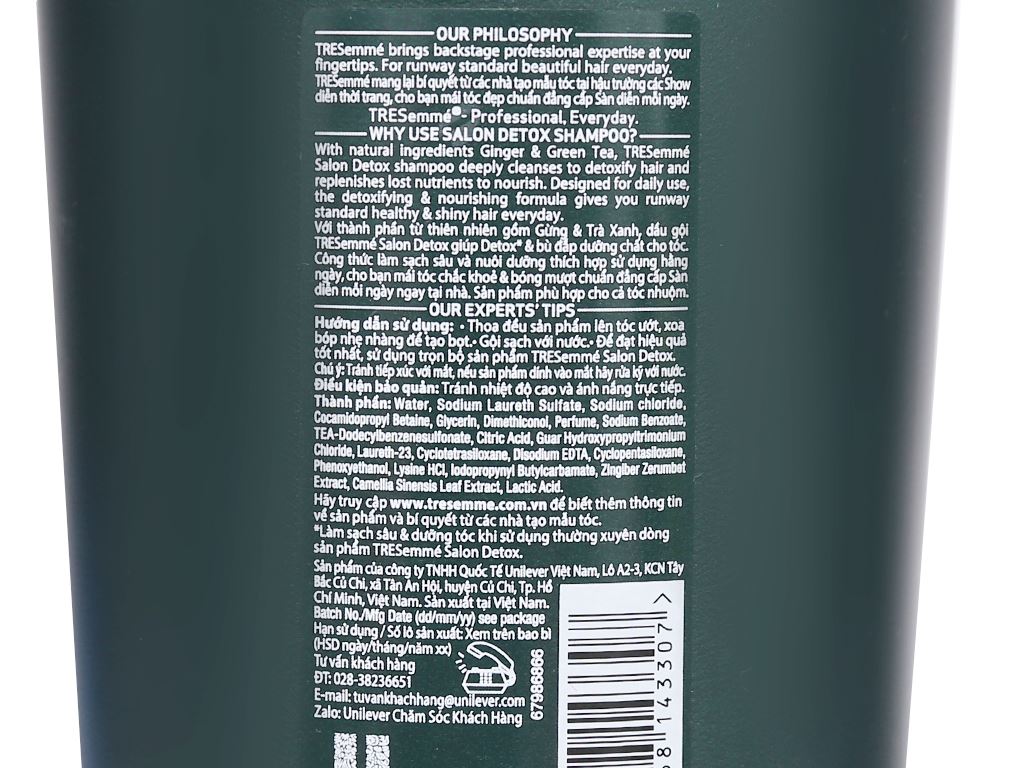 OUR PHILOSOPHY
TRESemmé brings backstage professional expertise at your
fingertips. For runway standard beautiful hair everyday.
TRESemmé mang lại bí quyết từ các nhà tạo mẫu tóc tại hậu trường các Show
diễn thời trang, cho bạn mái tóc đẹp chuẩn đẳng cấp Sàn diễn mỗi ngày.
TRESemmé®- Professional, Everyday.
WHY USE SALON DETOX SHAMPOO?
With natural ingredients Ginger & Green Tea, TRESemmé
Salon Detox shampoo deeply cleanses to detoxify hair and
replenishes lost nutrients to nourish. Designed for daily use,
the detoxifying & nourishing formula gives you runway
standard healthy & shiny hair everyday.
Với thành phần từ thiên nhiên gồm Gừng & Trà Xanh, dầu gội
TRESemmé Salon Detox giúp Detox* & bù đắp dưỡng chất cho tóc.
Công thức làm sạch sâu và nuôi dưỡng thích hợp sử dụng hằng
ngày, cho bạn mái tóc chắc khoẻ & bóng mượt chuẩn đẳng cấp Sàn
diễn mỗi ngày ngay tại nhà. Sản phẩm phù hợp cho cả tóc nhuộm.
OUR EXPERTS' TIPS
Hướng dẫn sử dụng: • Thoa đều sản phẩm lên tóc ướt, xoa
bóp nhẹ nhàng để tạo bọt.• Gội sạch với nước.• Để đạt hiệu quả
tốt nhất, sử dụng trọn bộ sản phẩm TRESemmé Salon Detox.
Chú ý: Tránh tiếp xúc với mắt, nếu sản phẩm dính vào mắt hãy rửa kỹ với nước.
Điều kiện bảo quản: Tránh nhiệt độ cao và ánh nắng trực tiếp.
Thành phần: Water, Sodium Laureth Sulfate, Sodium chloride,
Cocamidopropyl Betaine, Glycerin, Dimethiconol, Perfume, Sodium Benzoate,
TEA-Dodecylbenzenesulfonate, Citric Acid, Guar Hydroxypropyltrimonium
Chloride, Laureth-23, Cyclotetrasiloxane, Disodium EDTA, Cyclopentasiloxane,
Phenoxyethanol, Lysine HCl, Iodopropynyl Butylcarbamate, Zingiber Zerumbet
Extract, Camellia Sinensis Leaf Extract, Lactic Acid.
Hãy truy cập www.tresemme.com.vn để biết thêm thông tin
về sản phẩm và bí quyết từ các nhà tạo mẫu tóc.
*Làm sạch sâu & dưỡng tóc khi sử dụng thường xuyên dòng
sản phẩm TRESemmé Salon Detox.
Sản phẩm của công ty TNHH Quốc Tế Unilever Việt Nam, Lô A2-3, KCN Tây
Bắc Củ Chi, xã Tân An Hội, huyện Củ Chi, Tp. Hồ
Chí Minh, Việt Nam. Sản xuất tại Việt Nam.
Batch No./Mfg Date (dd/mm/yy) see package
Hạn sử dụng / Số lô sản xuất: Xem trên bao bì
(HSD ngày/tháng/năm xx)
Tư vấn khách hàng
ĐT: 028-38236651
E-mail: tuvankhachhang@unilever.com
Zalo: Unilever Chăm Sóc Khách Hàng
67986866
8 143307 >